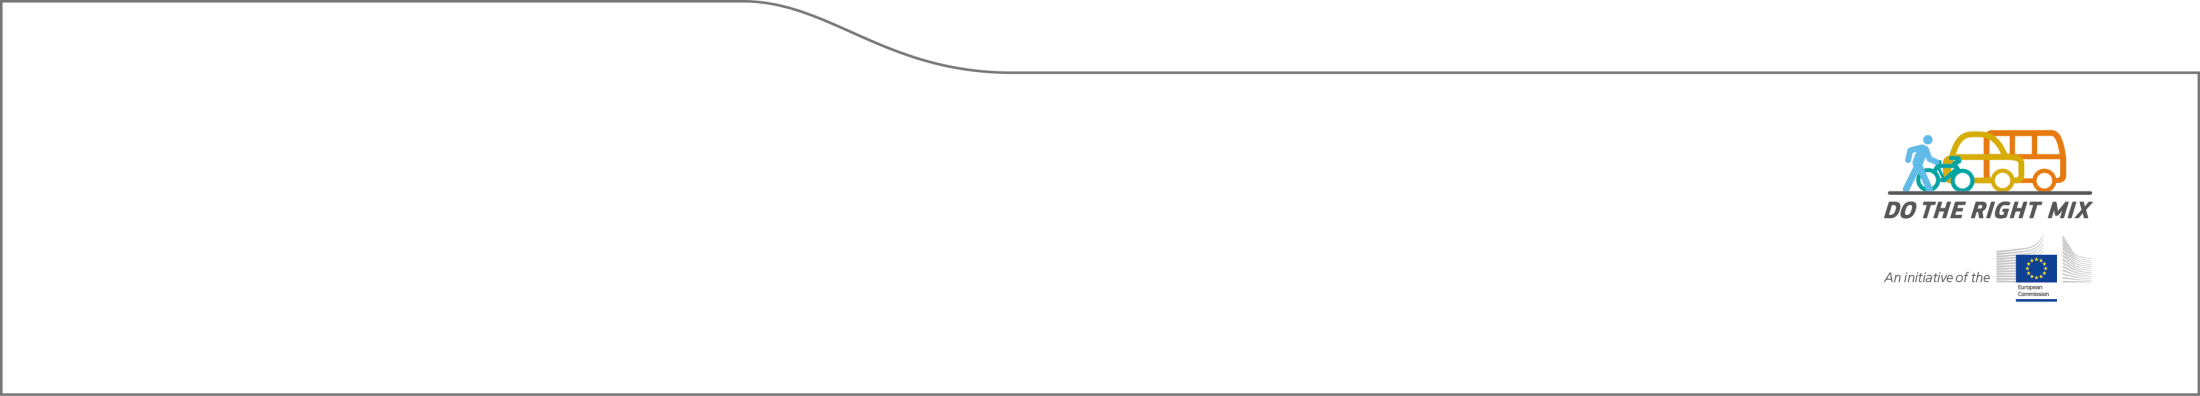 DO THE RIGHT MIX
An initiative of the
European
Commission